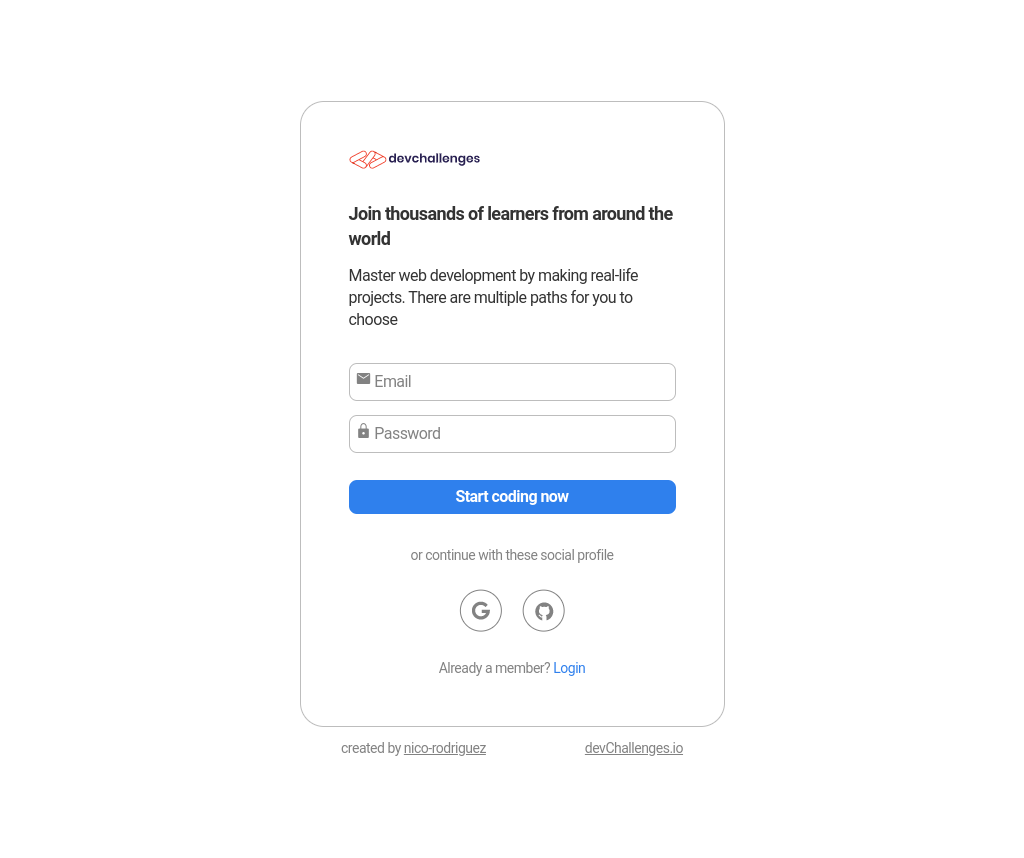 devchallenges
Join thousands of learners from around the
world
Master web development by making real-life
projects. There are multiple paths for you to
choose
Email
Password
Start coding now
or continue with these social profile
Already a member? Login
created by nico-rodriguez
devChallenges.io